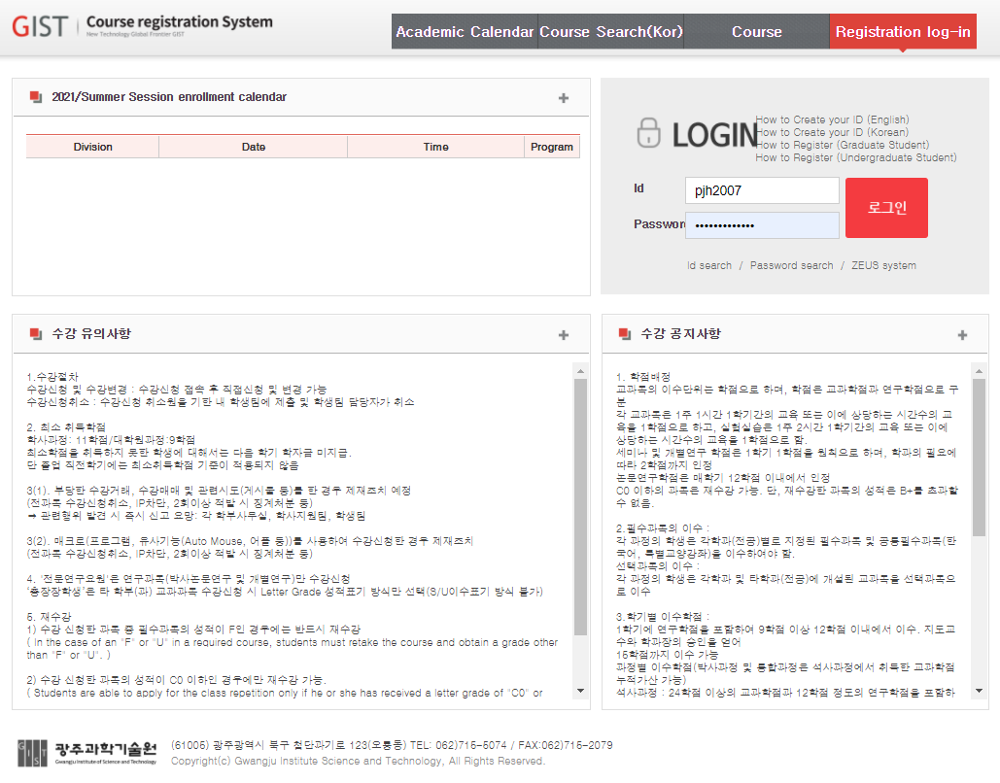 GIST Course registration System
New Technology Global Frontier GIST
Academic Calendar Course Search(Kor) Course Registration log-in
2021/Summer Session enrollment calendar
Division Date Time Program
LOGIN
How to Create your ID (English)
How to Create your ID (Korean)
How to Register (Graduate Student)
How to Register (Undergraduate Student)
Id pjh2007
Passwor •••••••••••••
로그인
Id search / Password search / ZEUS system
수강 유의사항
1.수강절차
수강신청 및 수강변경 : 수강신청 접속 후 직접신청 및 변경 가능
수강신청취소 : 수강신청 취소원을 기한 내 학생팀에 제출 및 학생팀 담당자가 취소
2. 최소 취득학점
학사과정: 11학점/대학원과정:9학점
최소학점을 취득하지 못한 학생에 대해서는 다음 학기 학자금 미지급.
단 졸업 직전학기에는 최소취득학점 기준이 적용되지 않음
3(1). 부당한 수강거래, 수강매매 및 관련시도(게시물 등)를 한 경우 제재조치 예정
(전과목 수강신청취소, IP차단, 2회이상 적발 시 징계처분 등)
→ 관련행위 발견 시 즉시 신고 요망: 각 학부사무실, 학사지원팀, 학생팀
3(2). 매크로(프로그램, 유사기능(Auto Mouse, 어플 등))를 사용하여 수강신청한 경우 제재조치
(전과목 수강신청취소, IP차단, 2회이상 적발 시 징계처분 등)
4. '전문연구요원'은 연구과목(박사논문연구 및 개별연구)만 수강신청
'총장장학생'은 타 학부(과) 교과과목 수강신청 시 Letter Grade 성적표기 방식만 선택(S/U이수표기 방식 불가)
5. 재수강
1) 수강 신청한 과목 중 필수과목의 성적이 F인 경우에는 반드시 재수강
( In the case of an "F" or "U" in a required course, students must retake the course and obtain a grade other
than "F" or "U". )
2) 수강 신청한 과목의 성적이 C0 이하인 경우에만 재수강 가능.
( Students are able to apply for the class repetition only if he or she has received a letter grade of "C0" or
수강 공지사항
1. 학점배정
교과목의 이수단위는 학점으로 하며, 학점은 교과학점과 연구학점으로 구
분
각 교과목은 1주 1시간 1학기간의 교육 또는 이에 상당하는 시간수의 교
육을 1학점으로 하고, 실험실습은 1주 2시간 1학기간의 교육 또는 이에
상당하는 시간수의 교육을 1학점으로 함.
세미나 및 개별연구 학점은 1학기 1학점을 원칙으로 하며, 학과의 필요에
따라 2학점까지 인정
논문연구학점은 매학기 12학점 이내에서 인정
C0 이하의 과목은 재수강 가능. 단, 재수강한 과목의 성적은 B+를 초과할
수 없음.
2.필수과목의 이수 :
각 과정의 학생은 각학과(전공)별로 지정된 필수과목 및 공통필수과목(한
국어, 특별교양강좌)을 이수하여야 함.
선택과목의 이수 :
각 과정의 학생은 각학과 및 타학과(전공)에 개설된 교과목을 선택과목으
로 이수
3.학기별 이수학점 :
1학기에 연구학점을 포함하여 9학점 이상 12학점 이내에서 이수. 지도교
수와 학과장의 승인을 얻어
15학점까지 이수 가능
과정별 이수학점(박사과정 및 통합과정은 석사과정에서 취득한 교과학점
누적가산 가능)
석사과정 : 24학점 이상의 교과학점과 12학점 정도의 연구학점을 포함하
GIST 광주과학기술원
Gwangju Institute of Science and Technology
(61005) 광주광역시 북구 첨단과기로 123(오룡동) TEL: 062)715-5074 / FAX:062)715-2079
Copyright(c) Gwangju Institute Science and Technology, All Rights Reserved.